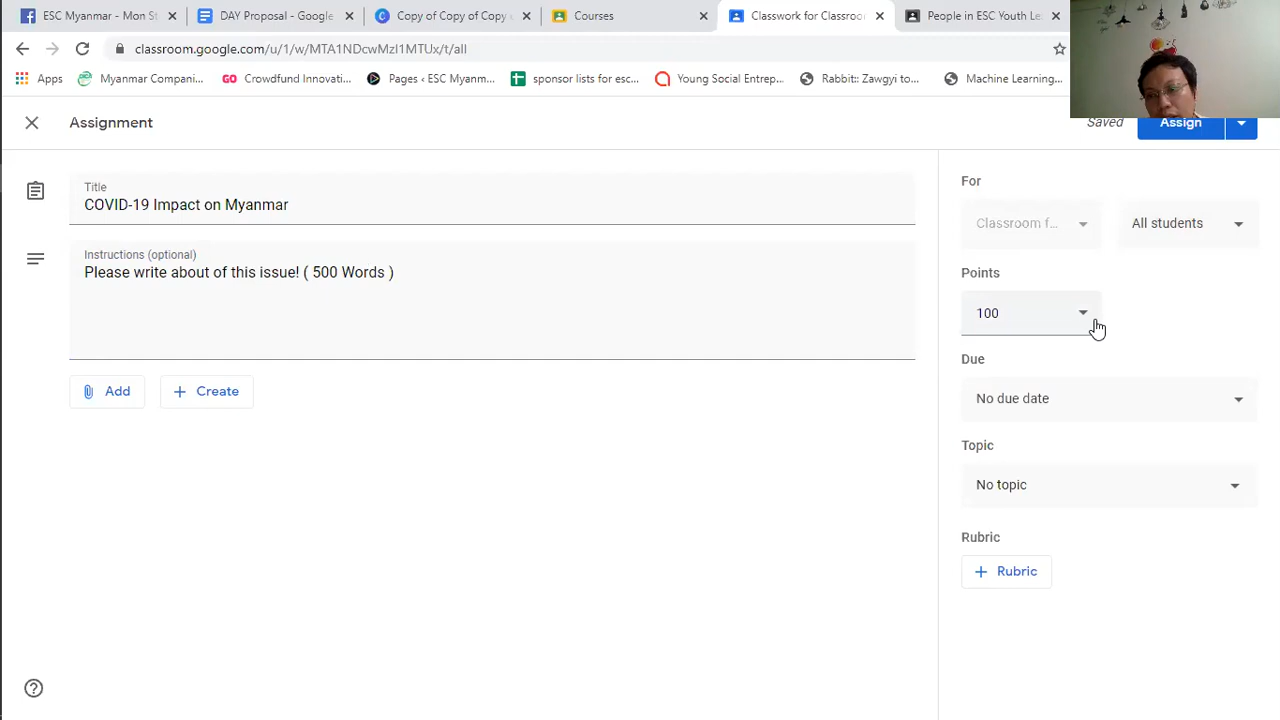 ESC Myanmar - Mon S
DAY Proposal - Google
Copy of Copy of Copy
Courses
Classwork for Classroo
People in ESC Youth Le
classroom.google.com/u/1/w/MTA1NDcwMzI1MTUx/t/all
Apps
Myanmar Compani...
GO Crowdfund Innovati...
Pages ‹ ESC Myanm...
sponsor lists for esc...
Young Social Entrep...
Rabbit:: Zawgyi to...
Machine Learning...
Assignment
Saved
Assign
Title
COVID-19 Impact on Myanmar
Instructions (optional)
Please write about of this issue! ( 500 Words )
Add
Create
For
Classroom f...
All students
Points
100
Due
No due date
Topic
No topic
Rubric
Rubric